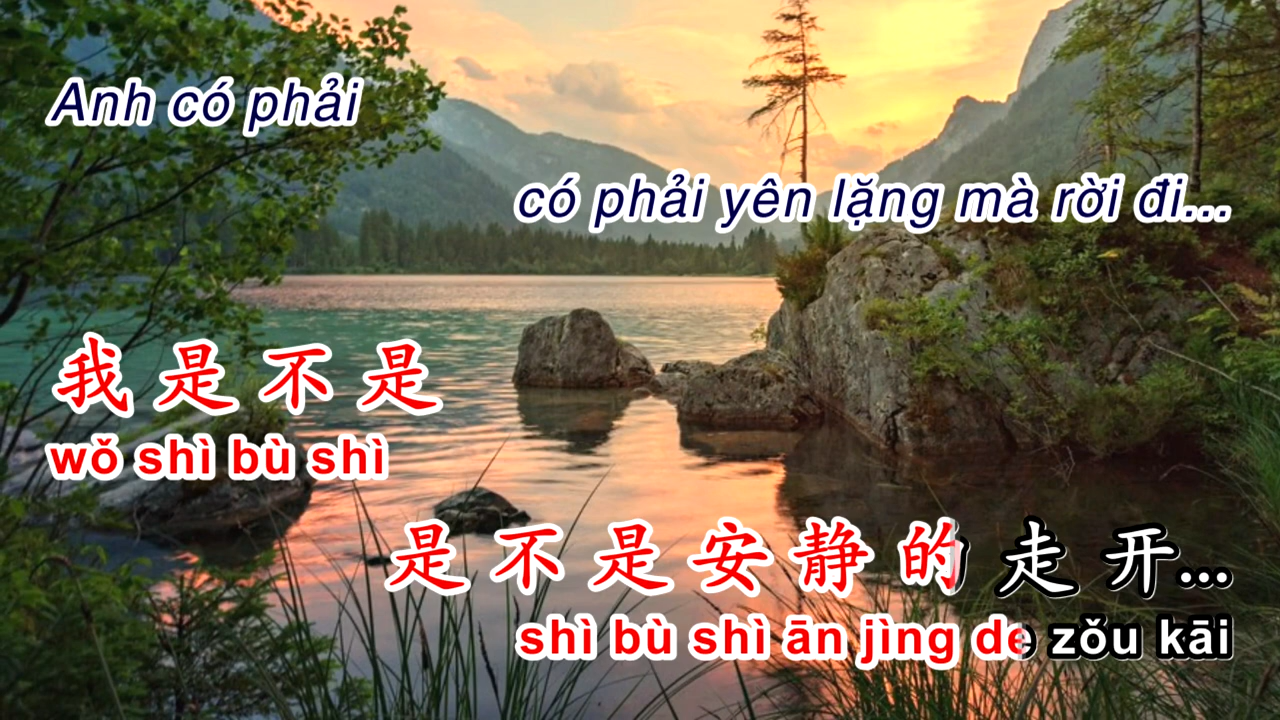 Anh có phải
có phải yên lặng mà rời đi...
我是不是
wǒ shì bù shì
是不是安静的走开...
shì bù shì ān jìng de zǒu kāi